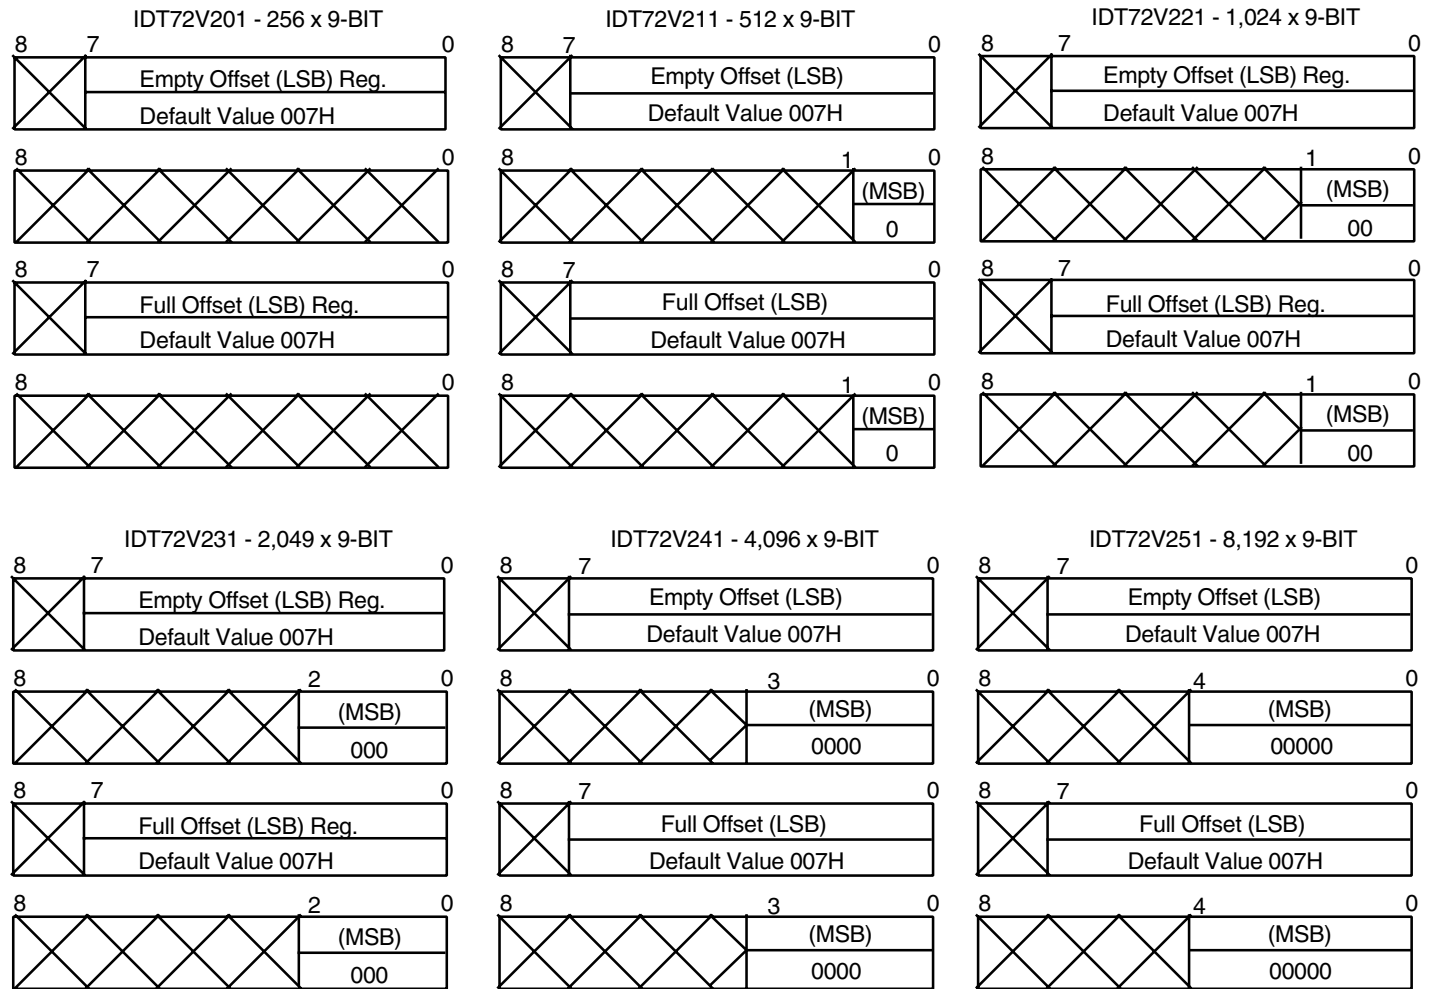 IDT72V201 - 256 x 9-BIT
8 7 0
Empty Offset (LSB) Reg.
Default Value 007H
8 0
8 7 0
Full Offset (LSB) Reg.
Default Value 007H
8 0
IDT72V211 - 512 x 9-BIT
8 7 0
Empty Offset (LSB)
Default Value 007H
8 1 0
(MSB)
0
8 7 0
Full Offset (LSB)
Default Value 007H
8 1 0
(MSB)
0
IDT72V221 - 1,024 x 9-BIT
8 7 0
Empty Offset (LSB) Reg.
Default Value 007H
8 1 0
(MSB)
00
8 7 0
Full Offset (LSB) Reg.
Default Value 007H
8 1 0
(MSB)
00
IDT72V231 - 2,049 x 9-BIT
8 7 0
Empty Offset (LSB) Reg.
Default Value 007H
8 2 0
(MSB)
000
8 7 0
Full Offset (LSB) Reg.
Default Value 007H
8 2 0
(MSB)
000
IDT72V241 - 4,096 x 9-BIT
8 7 0
Empty Offset (LSB)
Default Value 007H
8 3 0
(MSB)
0000
8 7 0
Full Offset (LSB)
Default Value 007H
8 3 0
(MSB)
0000
IDT72V251 - 8,192 x 9-BIT
8 7 0
Empty Offset (LSB)
Default Value 007H
8 4 0
(MSB)
00000
8 7 0
Full Offset (LSB)
Default Value 007H
8 4 0
(MSB)
00000